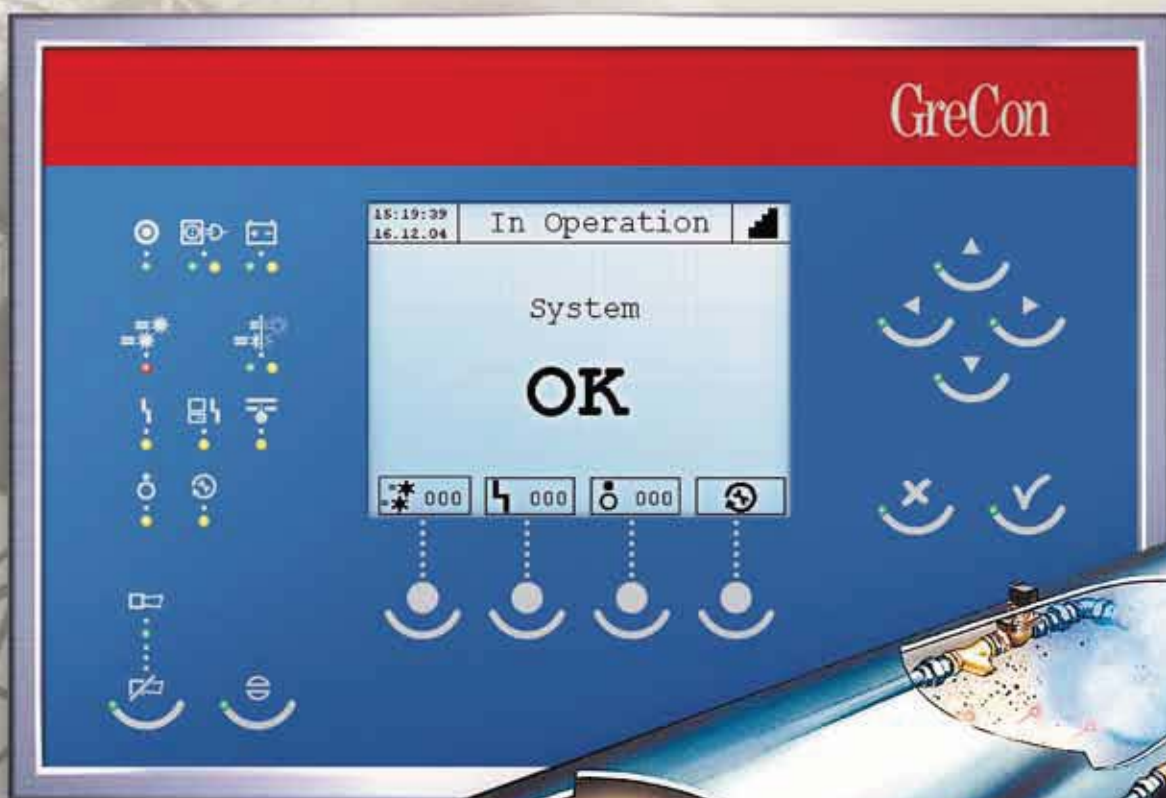 GreCon
15:19:39
16.12.04
In Operation
System
OK
000
000
000